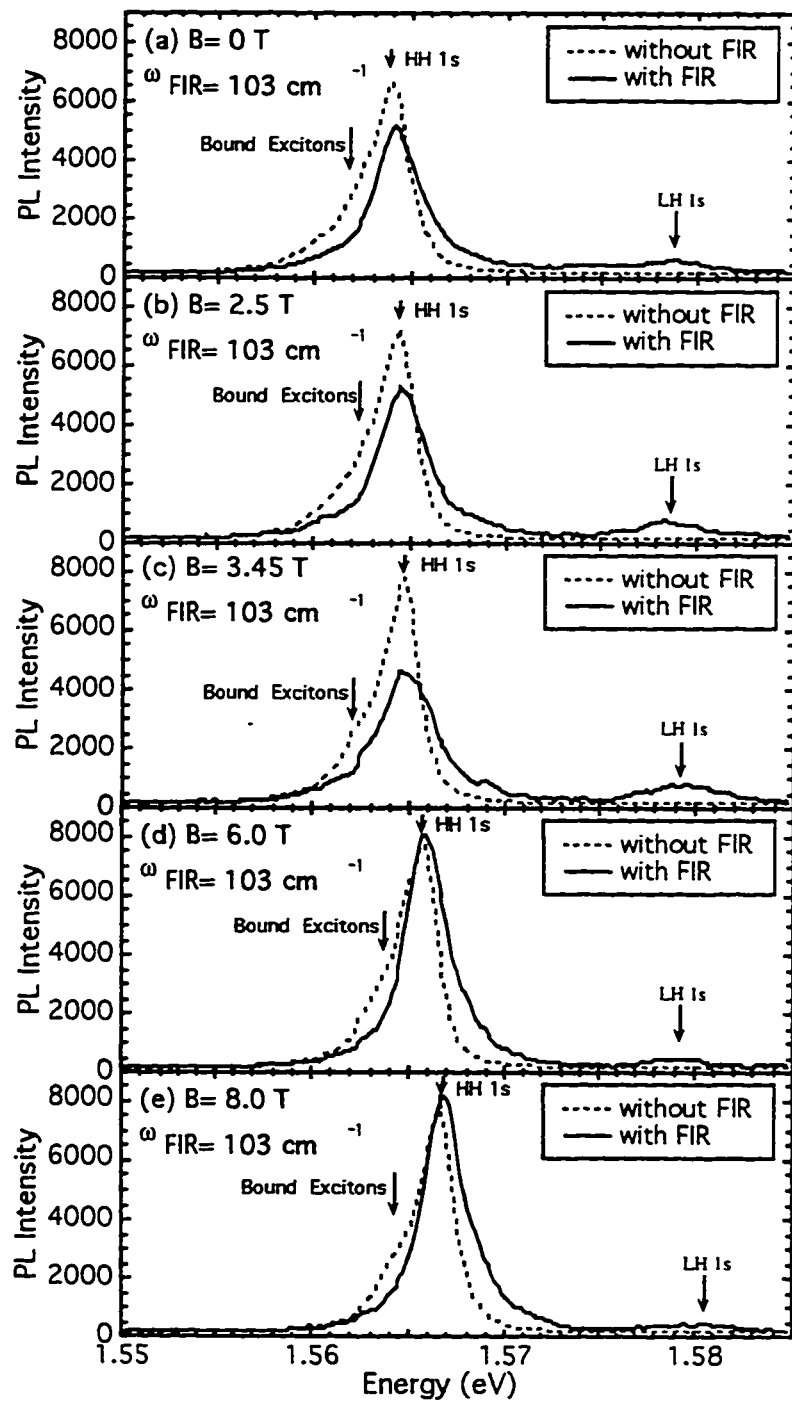 PL Intensity
8000
6000
4000
2000
0
(a) B= 0 T
ω FIR= 103 cm -1
HH 1s
Bound Excitons
LH 1s
without FIR
with FIR
PL Intensity
8000
6000
4000
2000
0
(b) B= 2.5 T
ω FIR= 103 cm -1
HH 1s
Bound Excitons
LH 1s
without FIR
with FIR
PL Intensity
8000
6000
4000
2000
0
(c) B= 3.45 T
ω FIR= 103 cm -1
HH 1s
Bound Excitons
LH 1s
without FIR
with FIR
PL Intensity
8000
6000
4000
2000
0
(d) B= 6.0 T
ω FIR= 103 cm -1
HH 1s
Bound Excitons
LH 1s
without FIR
with FIR
PL Intensity
8000
6000
4000
2000
0
(e) B= 8.0 T
ω FIR= 103 cm -1
HH 1s
Bound Excitons
LH 1s
without FIR
with FIR
1.55 1.56 1.57 1.58
Energy (eV)